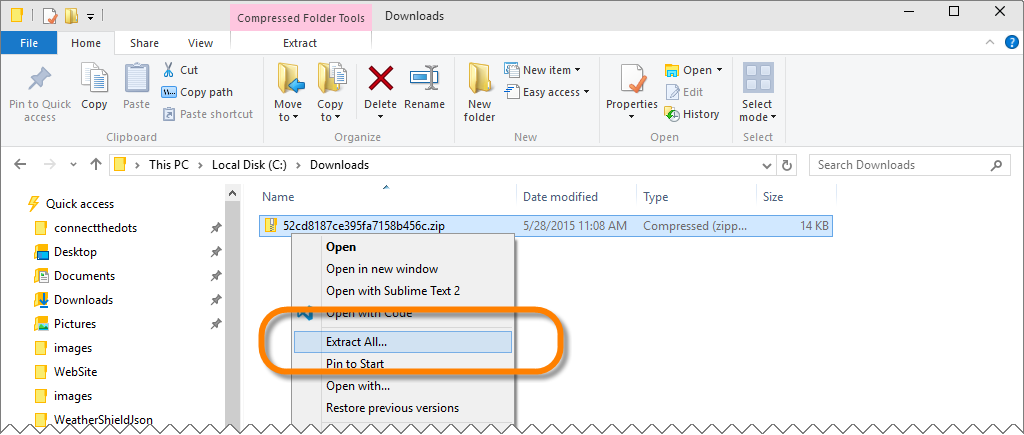 Compressed Folder Tools
Downloads
File
Home
Share
View
Extract
Pin to Quick access
Copy
Paste
Cut
Copy path
Paste shortcut
Clipboard
Move to
Copy to
Delete
Rename
Organize
New folder
New item
Easy access
New
Properties
Open
Edit
History
Open
Select mode
Select
This PC
Local Disk (C:)
Downloads
Search Downloads
Name
Date modified
Type
Size
Quick access
connectthedots
Desktop
Documents
Downloads
Pictures
images
WebSite
images
WeatherShieldJson
52cd8187ce395fa7158b456c.zip
5/28/2015 11:08 AM
Compressed (zipp...
14 KB
Open
Open in new window
Open with Sublime Text 2
Open with Code
Extract All...
Pin to Start
Open with...
Restore previous versions